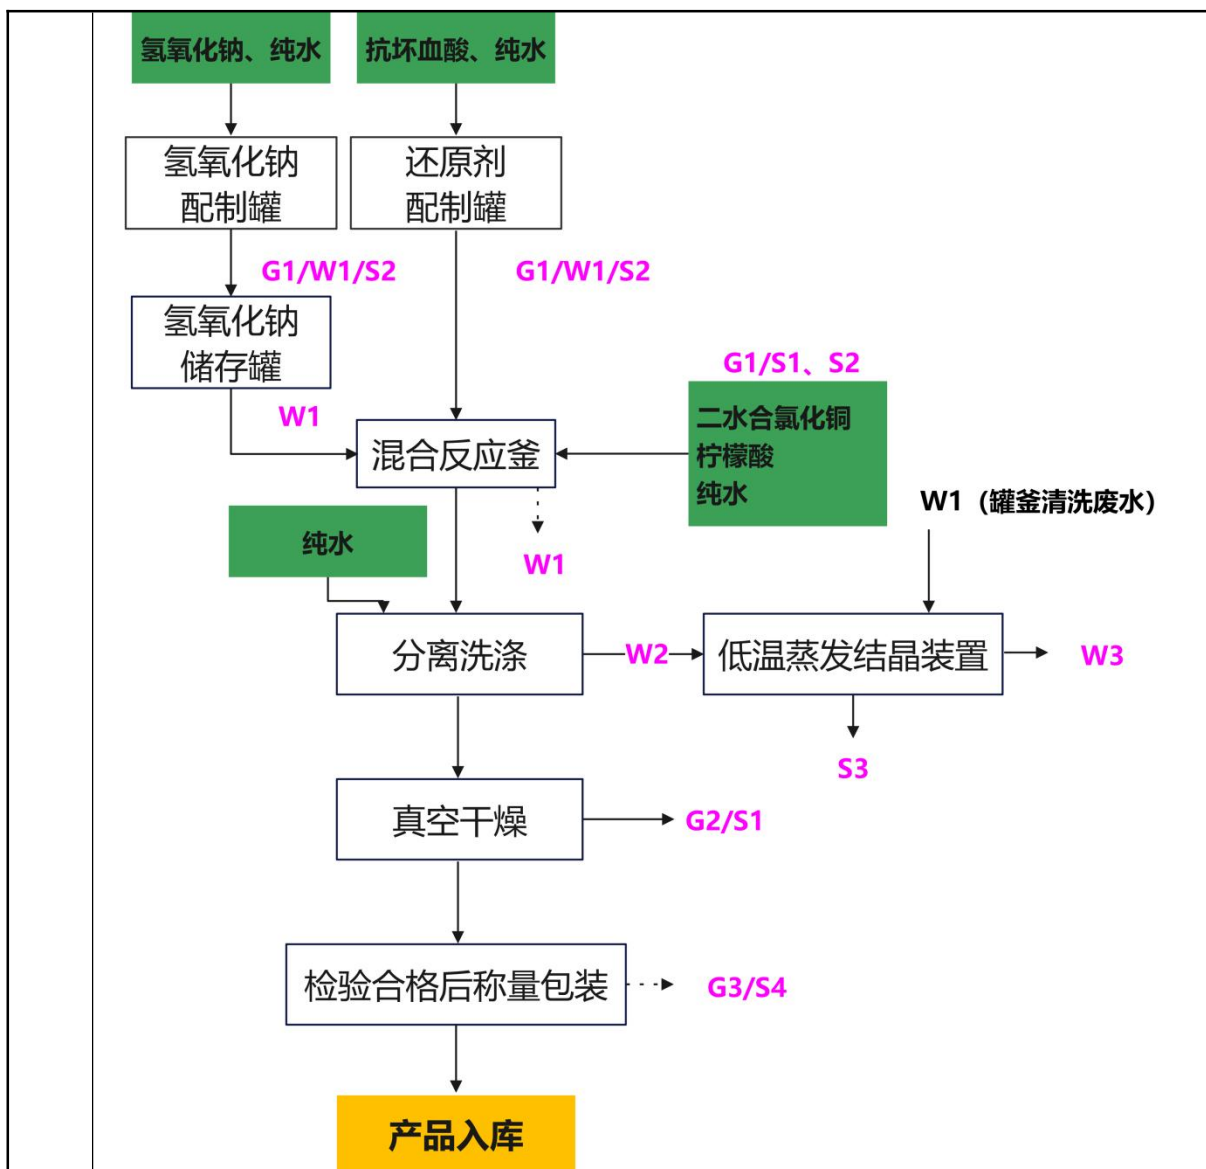 氢氧化钠、纯水
抗坏血酸、纯水
氢氧化钠
配制罐
还原剂
配制罐
G1/W1/S2
G1/W1/S2
氢氧化钠
储存罐
G1/S1、S2
W1
二水合氯化铜
柠檬酸
纯水
混合反应釜
W1（罐釜清洗废水）
纯水
W1
分离洗涤
W2
低温蒸发结晶装置
W3
S3
真空干燥
G2/S1
检验合格后称量包装
G3/S4
产品入库